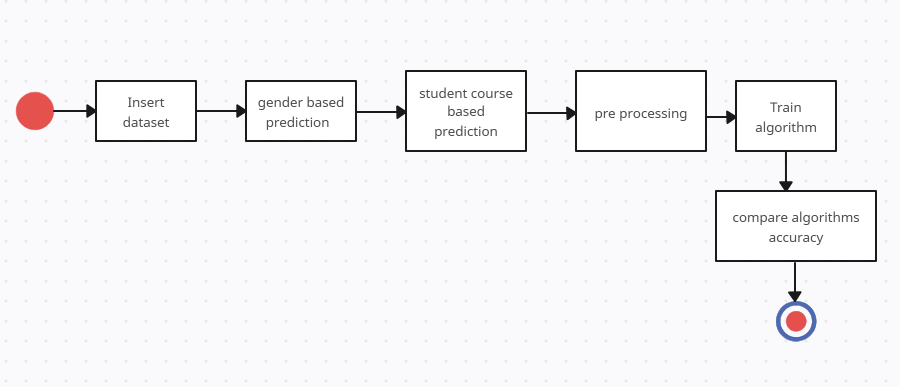 Insert
dataset
gender based
prediction
student course
based
prediction
pre processing
Train
algorithm
compare algorithms
accuracy